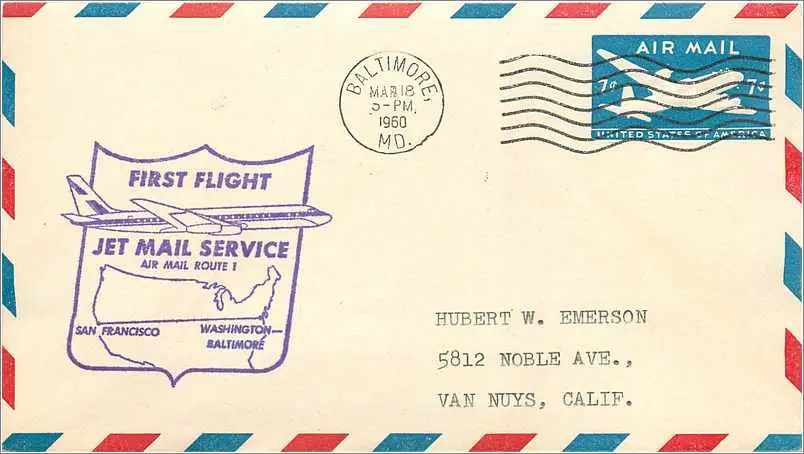 BALTIMORE,
MAR 18
5-PM
1960
MD.
AIR MAIL
7¢ 7¢
UNITED STATES OF AMERICA
FIRST FLIGHT
JET MAIL SERVICE
AIR MAIL ROUTE 1
SAN FRANCISCO WASHINGTON—
BALTIMORE
HUBERT W. EMERSON
5812 NOBLE AVE.,
VAN NUYS, CALIF.